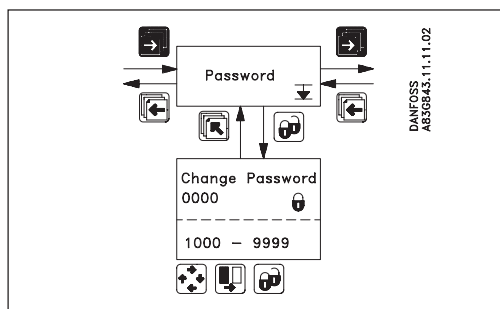 Password
DANFOSS
A83G843.11.11.02
Change Password
0000
1000 - 9999